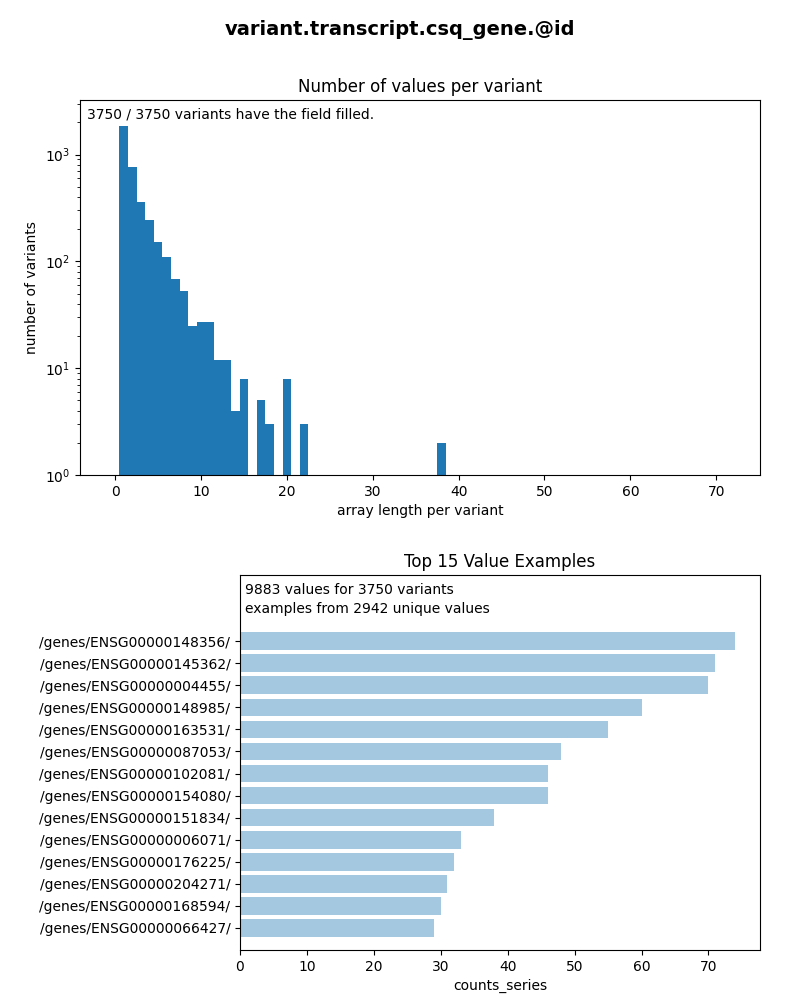 variant.transcript.csq_gene.@id
Number of values per variant
3750 / 3750 variants have the field filled.
10³
10²
10¹
10⁰
number of variants
0 10 20 30 40 50 60 70
array length per variant
Top 15 Value Examples
9883 values for 3750 variants
examples from 2942 unique values
/genes/ENSG00000148356/
/genes/ENSG00000145362/
/genes/ENSG00000004455/
/genes/ENSG00000148985/
/genes/ENSG00000163531/
/genes/ENSG00000087053/
/genes/ENSG00000102081/
/genes/ENSG00000154080/
/genes/ENSG00000151834/
/genes/ENSG00000006071/
/genes/ENSG00000176225/
/genes/ENSG00000204271/
/genes/ENSG00000168594/
/genes/ENSG00000066427/
0 10 20 30 40 50 60 70
counts_series